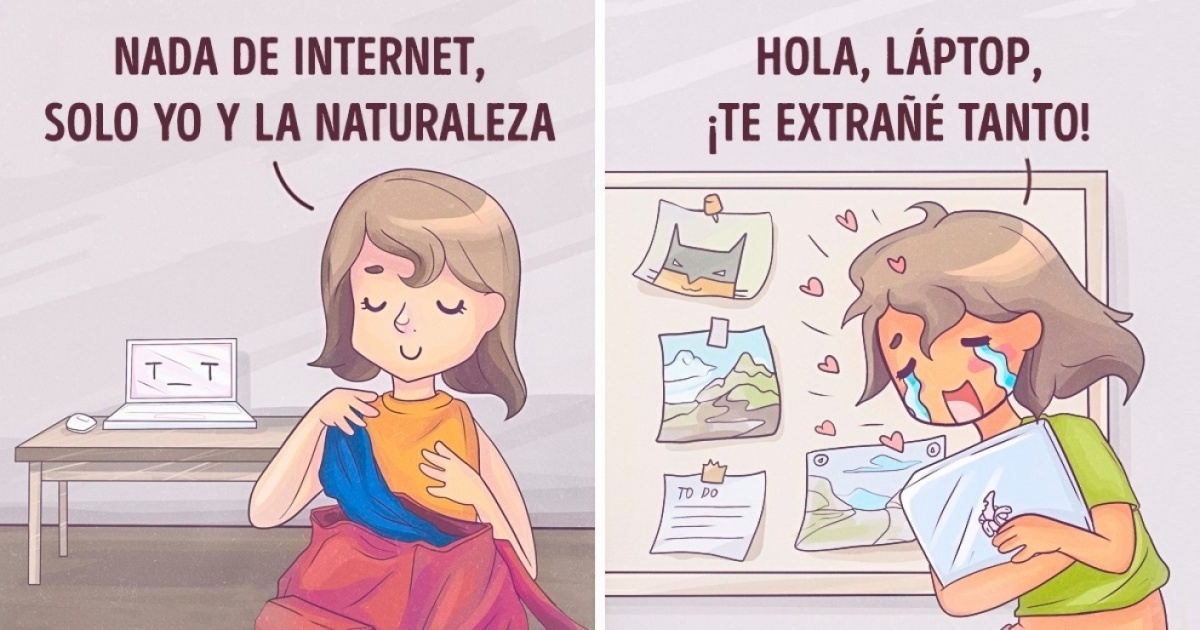 NADA DE INTERNET,
SOLO YO Y LA NATURALEZA
HOLA, LÁPTOP,
¡TE EXTRAÑÉ TANTO!
TO DO